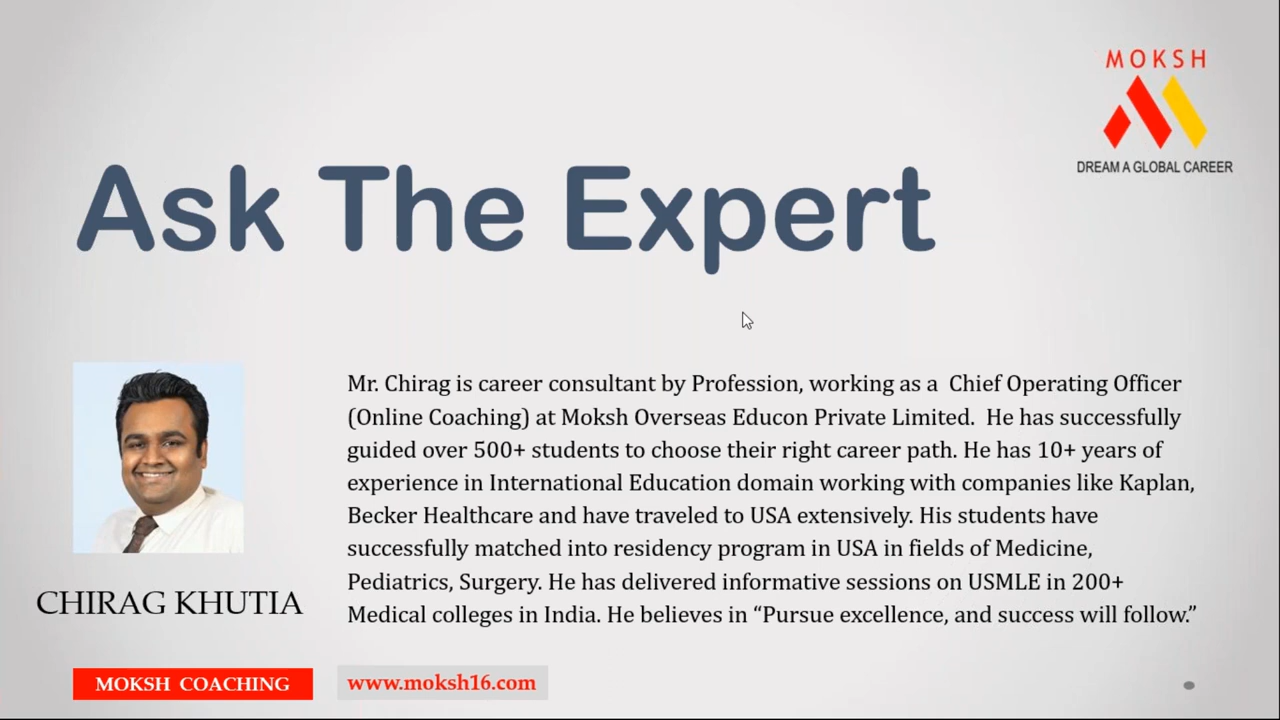 MOKSH
DREAM A GLOBAL CAREER
Ask The Expert
Mr. Chirag is career consultant by Profession, working as a  Chief Operating Officer
(Online Coaching) at Moksh Overseas Educon Private Limited.  He has successfully
guided over 500+ students to choose their right career path. He has 10+ years of
experience in International Education domain working with companies like Kaplan,
Becker Healthcare and have traveled to USA extensively. His students have
successfully matched into residency program in USA in fields of Medicine,
Pediatrics, Surgery. He has delivered informative sessions on USMLE in 200+
Medical colleges in India. He believes in “Pursue excellence, and success will follow.”
CHIRAG KHUTIA
MOKSH  COACHING
www.moksh16.com